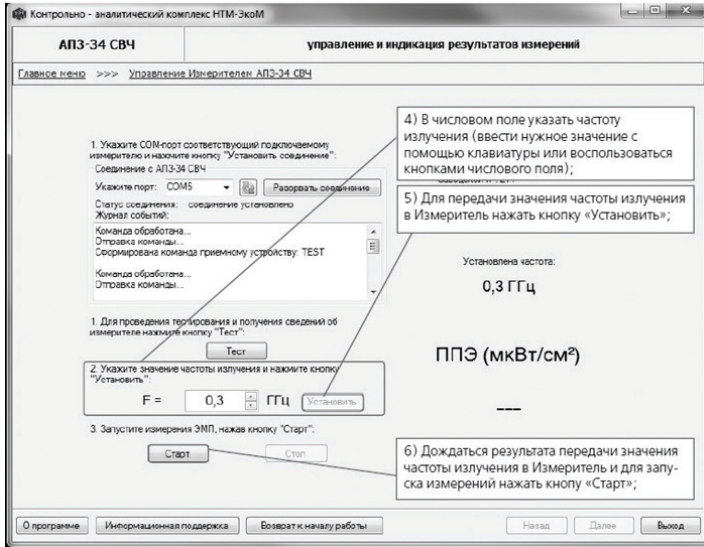 Контрольно - аналитический комплекс НТМ-ЭкоМ
АПЗ-34 СВЧ
управление и индикация результатов измерений
Главное меню >>> Управление Измерителем АПЗ-34 СВЧ
4) В числовом поле указать частоту
излучения (ввести нужное значение с
помощью клавиатуры или воспользоваться
кнопками числового поля);
1. Укажите COM-порт соответствующий подключаемому
измерителю и нажмите кнопку "Установить соединение":
Соединение с АПЗ-34 СВЧ
Укажите порт: COM5 Разорвать соединение
Статус соединения: соединение установлено
Журнал событий:
5) Для передачи значения частоты излучения
в Измеритель нажать кнопку «Установить»;
Команда обработана...
Отправка команды...
Сформирована команда приемному устройству: TEST
Команда обработана...
Отправка команды...
Установлена частота:
0,3 ГГц
1. Для проведения тестирования и получения сведений об
измерителе нажмите кнопку "Тест":
Тест
ППЭ (мкВт/см²)
---
2. Укажите значение частоты излучения и нажмите кнопку
"Установить":
F = 0,3 ГГц Установить
3. Запустите измерения ЭМП, нажав кнопку "Старт":
Старт Стоп
6) Дождаться результата передачи значения
частоты излучения в Измеритель и для запу-
ска измерений нажать кнопу «Старт»;
О программе Информационная поддержка Возврат к началу работы Назад Далее Выход